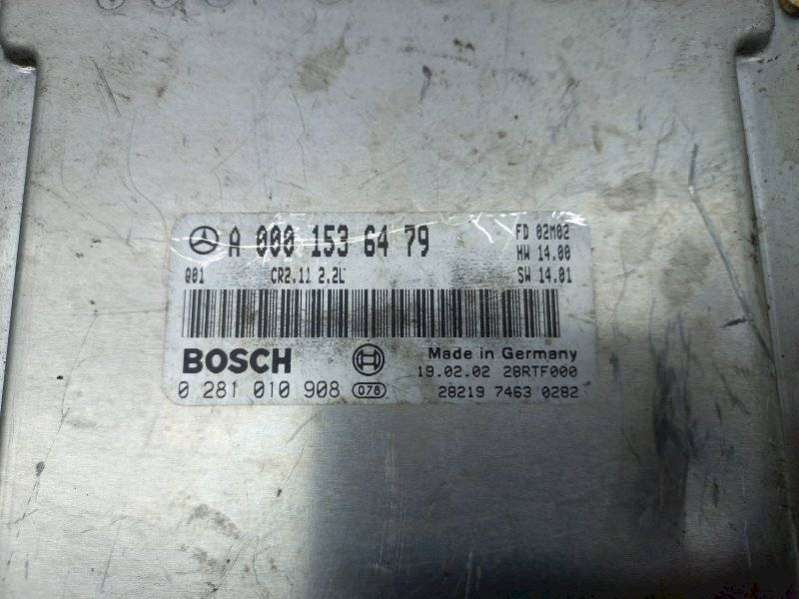 A 000 153 64 79
FD 02M02
HW 14.00
001 CR2.11 2.2L SW 14.01
BOSCH Made in Germany
19.02.02 28RTF000
0 281 010 908 076 28219 7463 0282